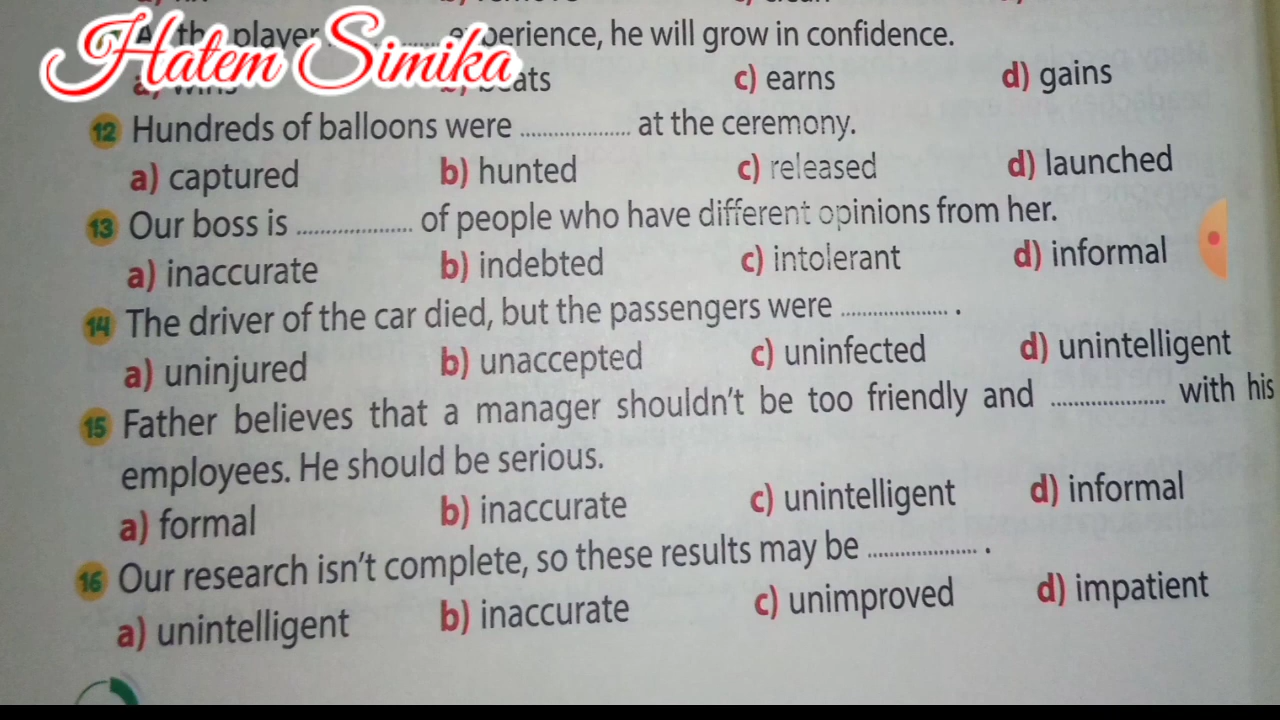 Hatem Simika
the player experience, he will grow in confidence.
a) wins b) beats c) earns d) gains
12 Hundreds of balloons were .................... at the ceremony.
a) captured b) hunted c) released d) launched
13 Our boss is .................... of people who have different opinions from her.
a) inaccurate b) indebted c) intolerant d) informal
14 The driver of the car died, but the passengers were .................... .
a) uninjured b) unaccepted c) uninfected d) unintelligent
15 Father believes that a manager shouldn't be too friendly and .................... with his
employees. He should be serious.
a) formal b) inaccurate c) unintelligent d) informal
16 Our research isn't complete, so these results may be .................... .
a) unintelligent b) inaccurate c) unimproved d) impatient